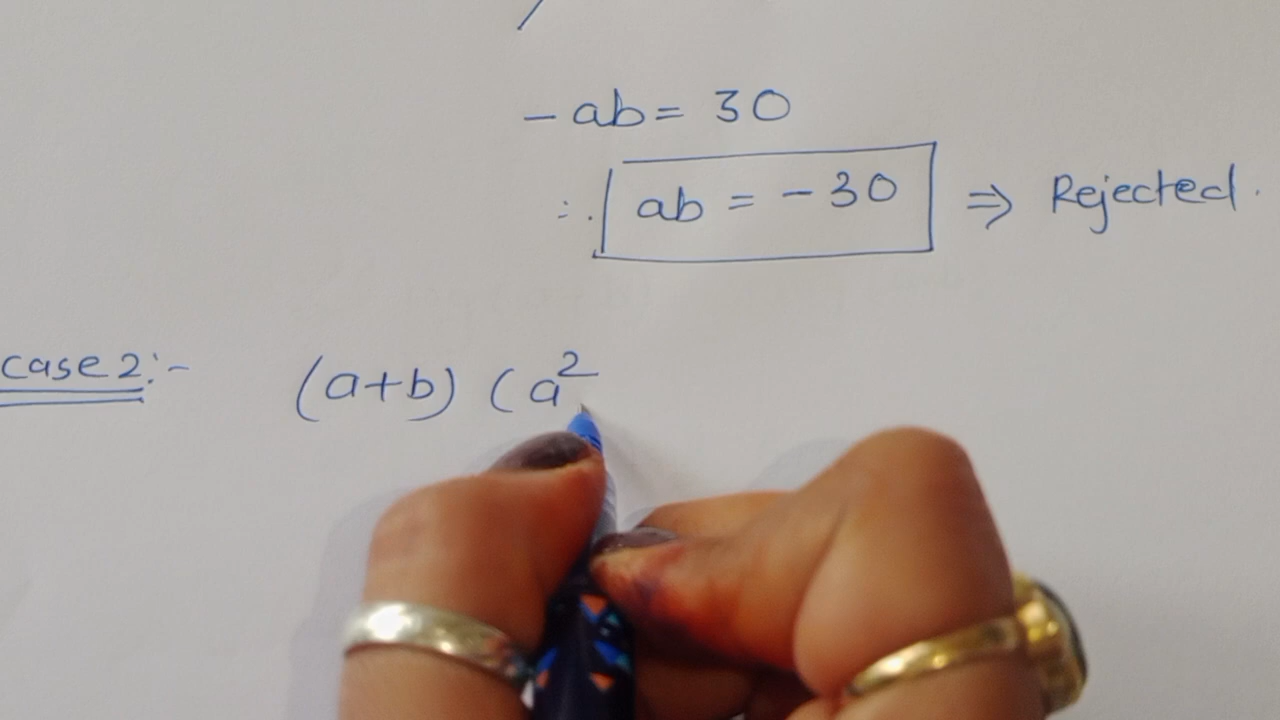 - ab = 30
∴ ab = - 30 ⇒ Rejected.
case 2:- (a+b) (a²